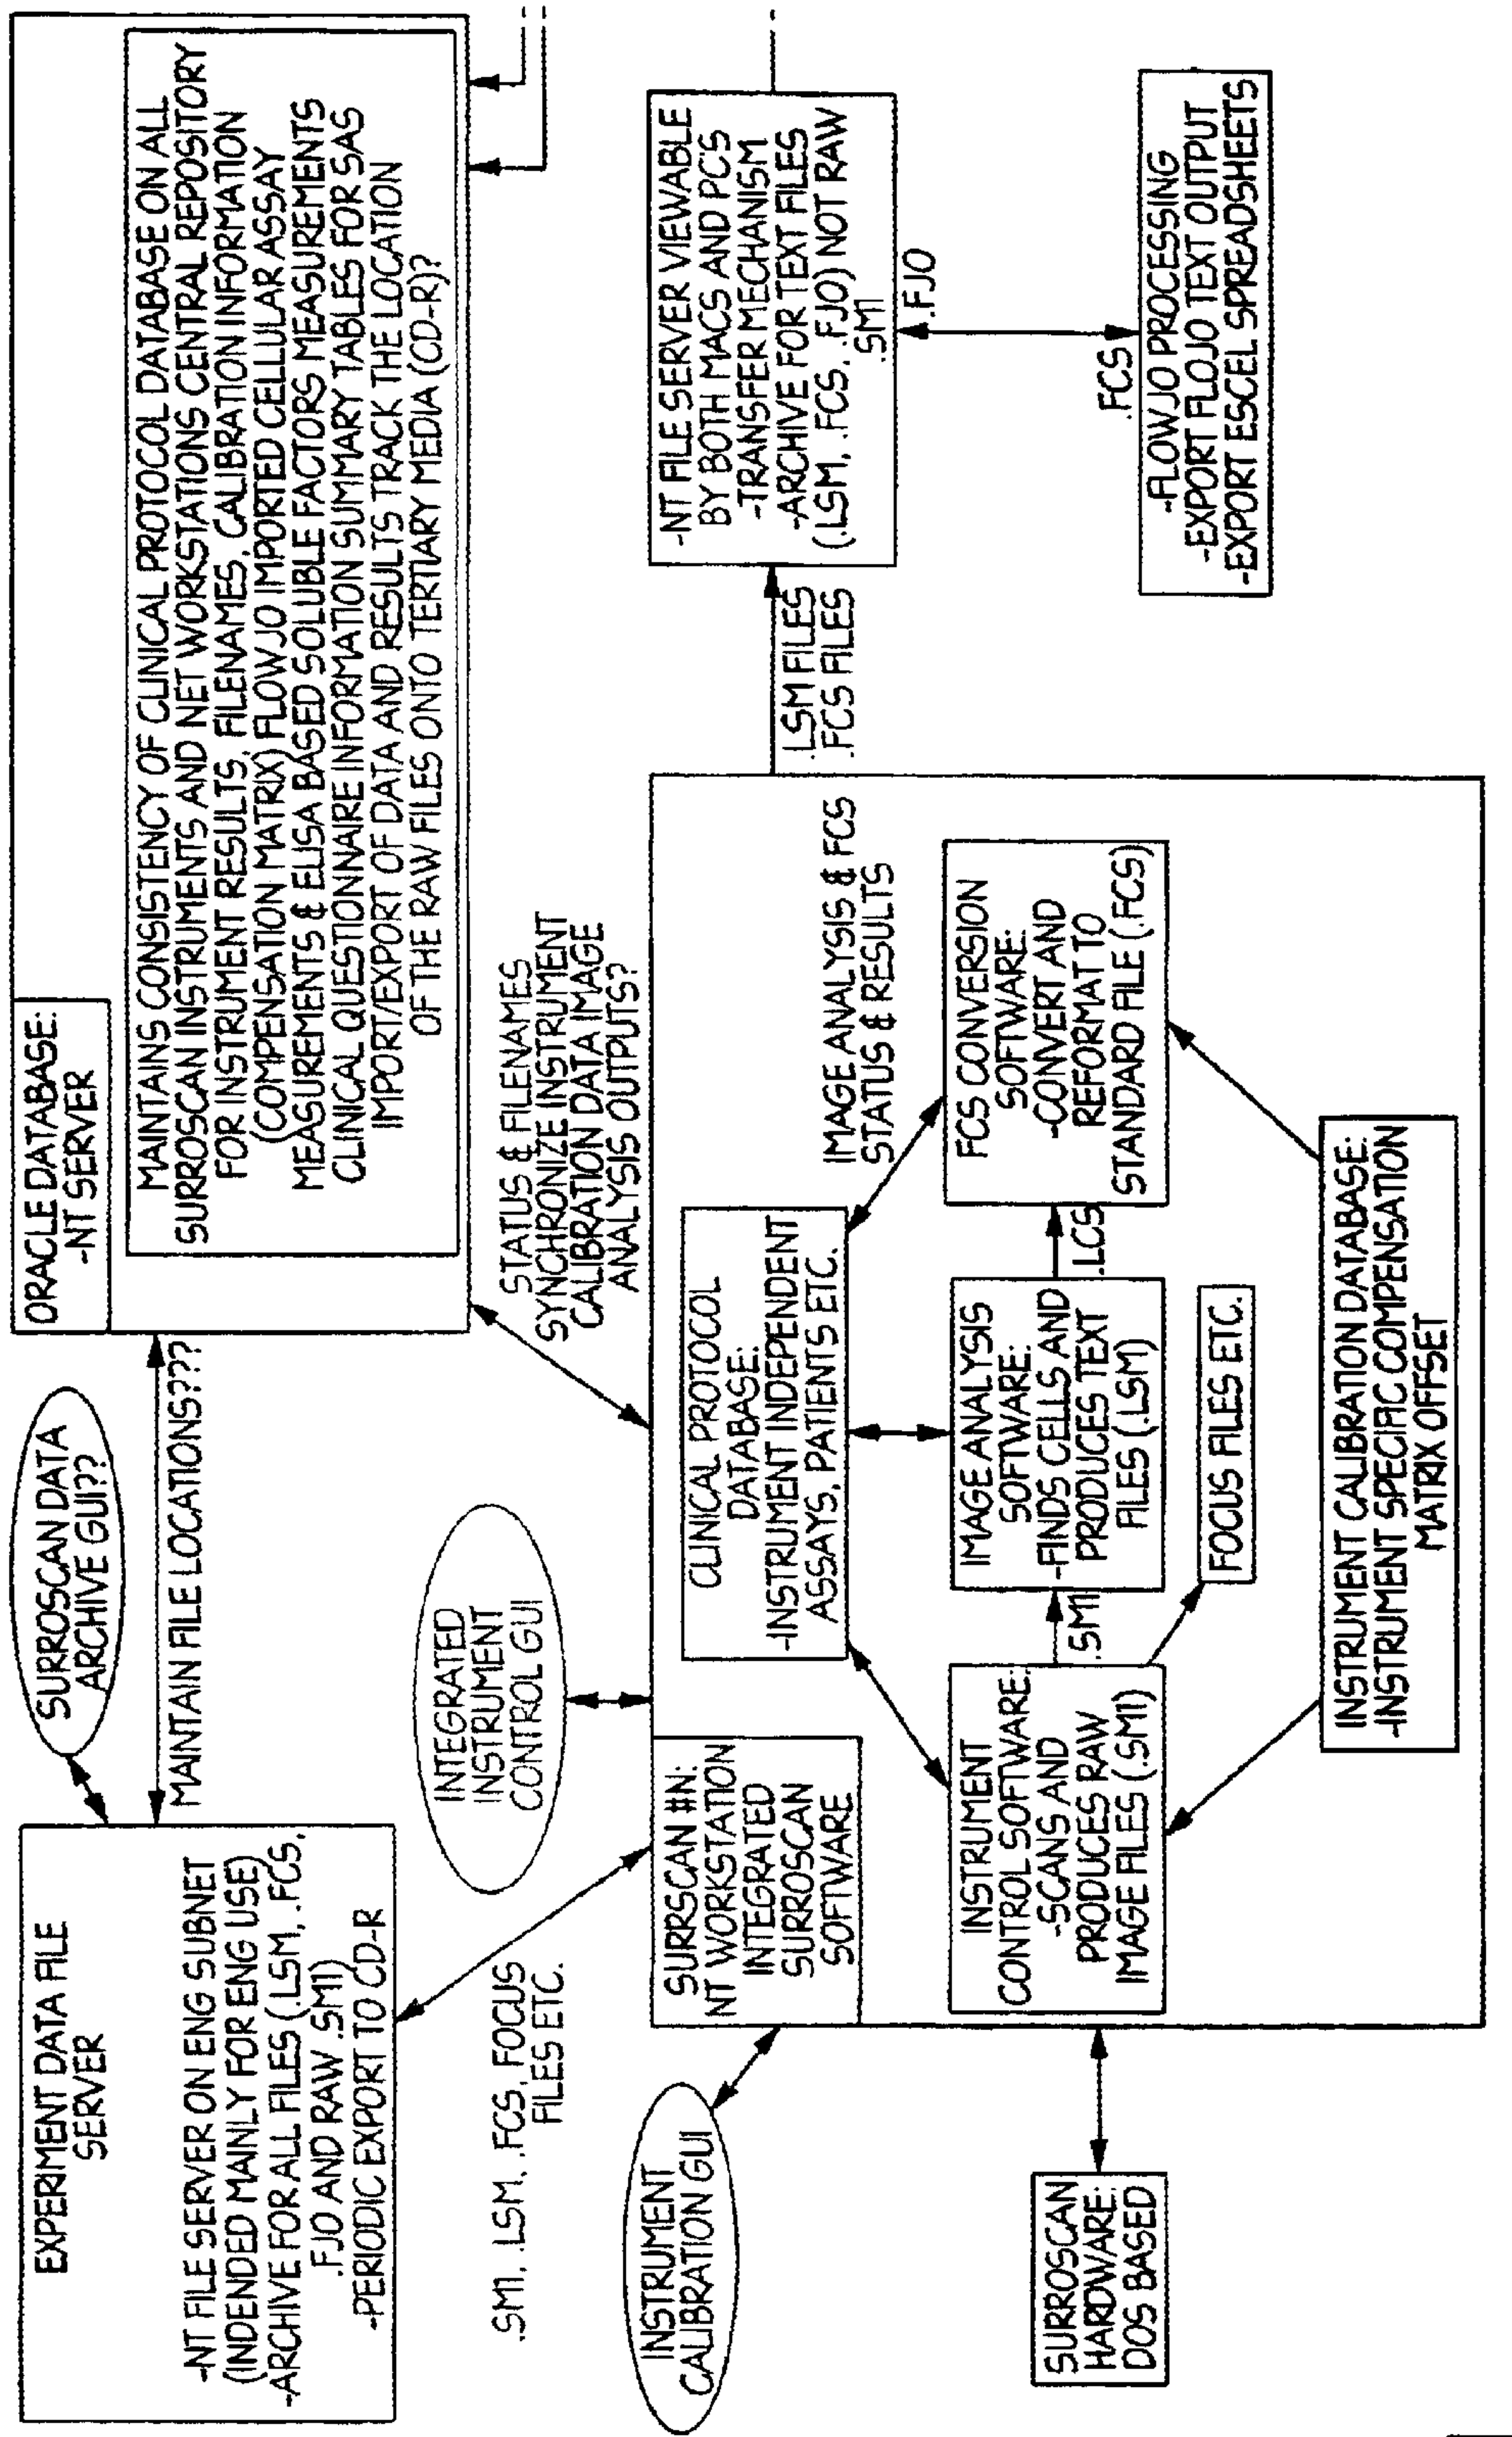 EXPERIMENT DATA FILE
SERVER
-NT FILE SERVER ON ENG SUBNET
(INDENDED MAINLY FOR ENG USE)
-ARCHIVE FOR ALL FILES (.LSM, .FCS,
.FJO AND RAW .SM1)
-PERIODIC EXPORT TO CD-R
SURROSCAN DATA
ARCHIVE GUI??
MAINTAIN FILE LOCATIONS???
ORACLE DATABASE:
-NT SERVER
MAINTAINS CONSISTENCY OF CLINICAL PROTOCOL DATABASE ON ALL
SURROSCAN INSTRUMENTS AND NET WORKSTATIONS CENTRAL REPOSITORY
FOR INSTRUMENT RESULTS, FILENAMES, CALIBRATION INFORMATION
(COMPENSATION MATRIX) FLOWJO IMPORTED CELLULAR ASSAY
MEASUREMENTS & ELISA BASED SOLUBLE FACTORS MEASUREMENTS
CLINICAL QUESTIONNAIRE INFORMATION SUMMARY TABLES FOR SAS
IMPORT/EXPORT OF DATA AND RESULTS TRACK THE LOCATION
OF THE RAW FILES ONTO TERTIARY MEDIA (CD-R)?
.SM1, .LSM, .FCS, FOCUS
FILES ETC.
INTEGRATED
INSTRUMENT
CONTROL GUI
STATUS & FILENAMES
SYNCHRONIZE INSTRUMENT
CALIBRATION DATA IMAGE
ANALYSIS OUTPUTS?
INSTRUMENT
CALIBRATION GUI
SURRSCAN #N:
NT WORKSTATION
INTEGRATED
SURROSCAN
SOFTWARE
CLINICAL PROTOCOL
DATABASE:
-INSTRUMENT INDEPENDENT
ASSAYS, PATIENTS ETC.
IMAGE ANALYSIS & FCS
STATUS & RESULTS
.LSM FILES
.FCS FILES
-NT FILE SERVER VIEWABLE
BY BOTH MACS AND PC'S
-TRANSFER MECHANISM
-ARCHIVE FOR TEXT FILES
(.LSM, .FCS, .FJO) NOT RAW
.SM1
SURROSCAN
HARDWARE:
DOS BASED
INSTRUMENT
CONTROL SOFTWARE:
-SCANS AND
PRODUCES RAW
IMAGE FILES (.SM1)
.SM1
IMAGE ANALYSIS
SOFTWARE:
-FINDS CELLS AND
PRODUCES TEXT
FILES (.LSM)
.LCS
FCS CONVERSION
SOFTWARE:
-CONVERT AND
REFORMAT TO
STANDARD FILE (.FCS)
FOCUS FILES ETC.
INSTRUMENT CALIBRATION DATABASE:
-INSTRUMENT SPECIFIC COMPENSATION
MATRIX OFFSET
.FCS
.FJO
-FLOWJO PROCESSING
-EXPORT FLOJO TEXT OUTPUT
-EXPORT ESCEL SPREADSHEETS